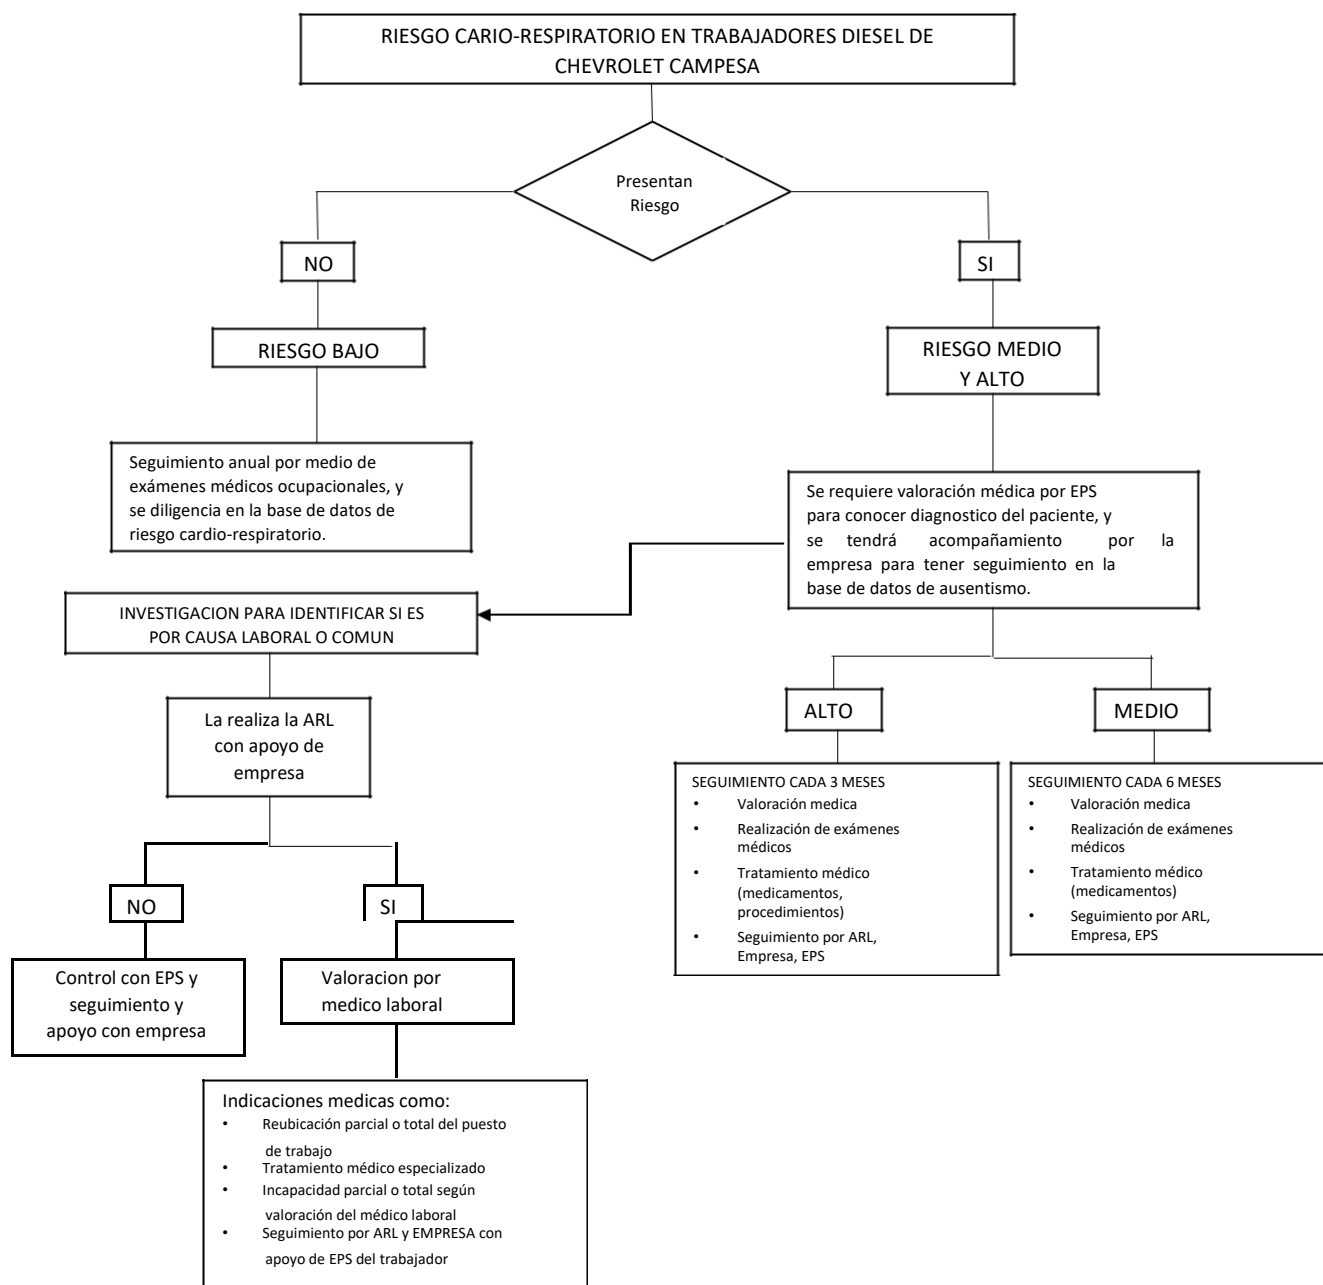 RIESGO CARIO-RESPIRATORIO EN TRABAJADORES DIESEL DE
CHEVROLET CAMPESA
Presentan
Riesgo
NO
SI
RIESGO BAJO
RIESGO MEDIO
Y ALTO
Seguimiento anual por medio de
exámenes médicos ocupacionales, y
se diligencia en la base de datos de
riesgo cardio-respiratorio.
Se requiere valoración médica por EPS
para conocer diagnostico del paciente, y
se tendrá acompañamiento por la
empresa para tener seguimiento en la
base de datos de ausentismo.
INVESTIGACION PARA IDENTIFICAR SI ES
POR CAUSA LABORAL O COMUN
La realiza la ARL
con apoyo de
empresa
ALTO
MEDIO
SEGUIMIENTO CADA 3 MESES
• Valoración medica
• Realización de exámenes
médicos
• Tratamiento médico
(medicamentos,
procedimientos)
• Seguimiento por ARL,
Empresa, EPS
SEGUIMIENTO CADA 6 MESES
• Valoración medica
• Realización de exámenes
médicos
• Tratamiento médico
(medicamentos)
• Seguimiento por ARL,
Empresa, EPS
NO
SI
Control con EPS y
seguimiento y
apoyo con empresa
Valoracion por
medico laboral
Indicaciones medicas como:
• Reubicación parcial o total del puesto
de trabajo
• Tratamiento médico especializado
• Incapacidad parcial o total según
valoración del médico laboral
• Seguimiento por ARL y EMPRESA con
apoyo de EPS del trabajador